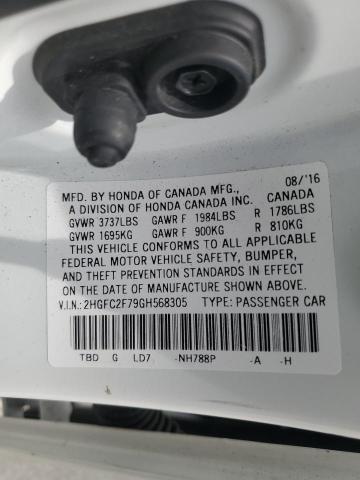 08/'16
MFD. BY HONDA OF CANADA MFG., CANADA
A DIVISION OF HONDA CANADA INC.
GVWR 3737LBS GAWR F 1984LBS R 1786LBS
GVWR 1695KG GAWR F 900KG R 810KG
THIS VEHICLE CONFORMS TO ALL APPLICABLE
FEDERAL MOTOR VEHICLE SAFETY, BUMPER,
AND THEFT PREVENTION STANDARDS IN EFFECT
ON THE DATE OF MANUFACTURE SHOWN ABOVE.
V.I.N.: 2HGFC2F79GH568305 TYPE: PASSENGER CAR
TBD G LD7 -NH788P -A -H